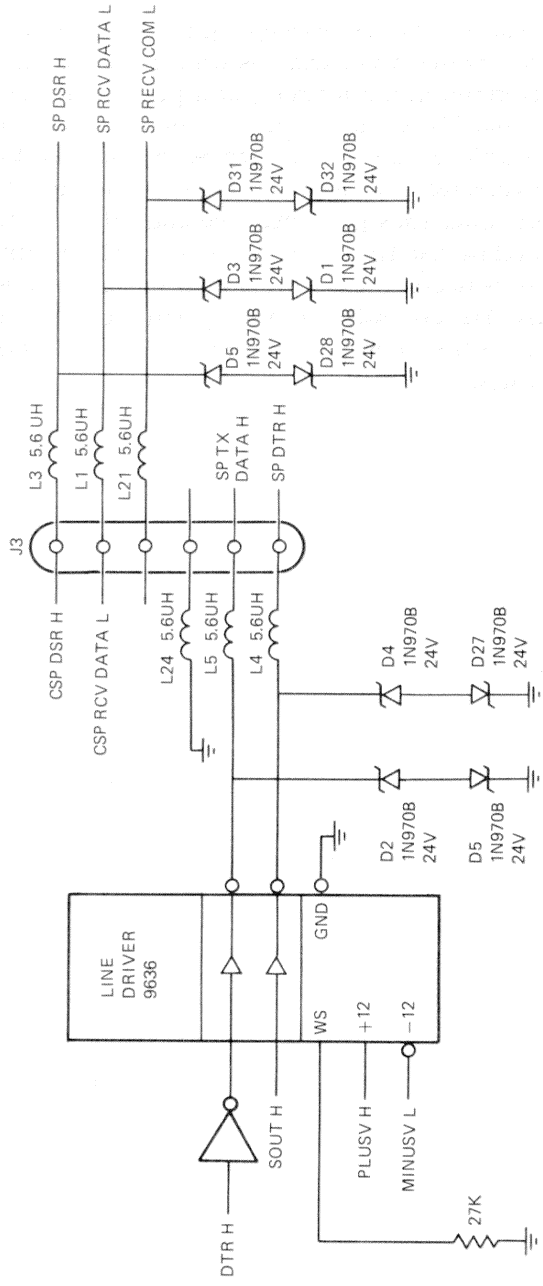 DTR H
SOUT H
PLUSV H
MINUSV L
27K
LINE
DRIVER
9636
WS
+12
−12
GND
D2
1N970B
24V
D5
1N970B
24V
D4
1N970B
24V
D27
1N970B
24V
CSP DSR H
CSP RCV DATA L
L24 5.6UH
L5 5.6UH
L4 5.6UH
J3
L3 5.6 UH
L1 5.6UH
L21 5.6UH
SP TX
DATA H
SP DTR H
D5
1N970B
24V
D28
1N970B
24V
D3
1N970B
24V
D1
1N970B
24V
D31
1N970B
24V
D32
1N970B
24V
SP DSR H
SP RCV DATA L
SP RECV COM L